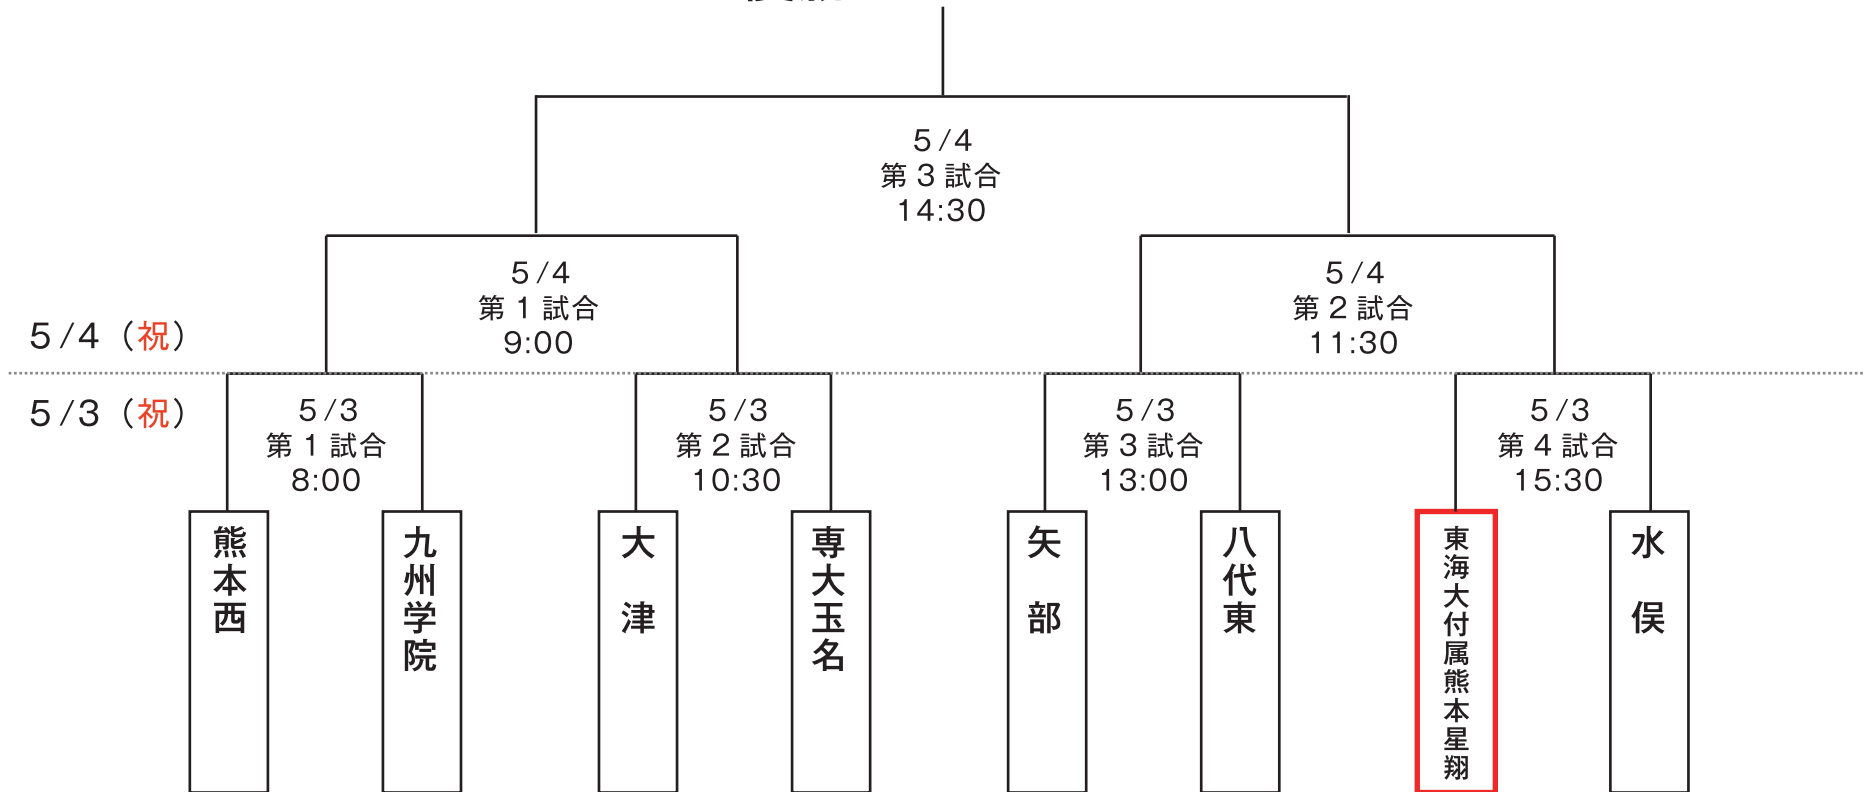 5/4
第3試合
14:30
5/4
第1試合
9:00
5/4
第2試合
11:30
5/4（祝）
5/3（祝）
5/3
第1試合
8:00
5/3
第2試合
10:30
5/3
第3試合
13:00
5/3
第4試合
15:30
熊本西
九州学院
大津
専大玉名
矢部
八代東
東海大付属熊本星翔
水俣